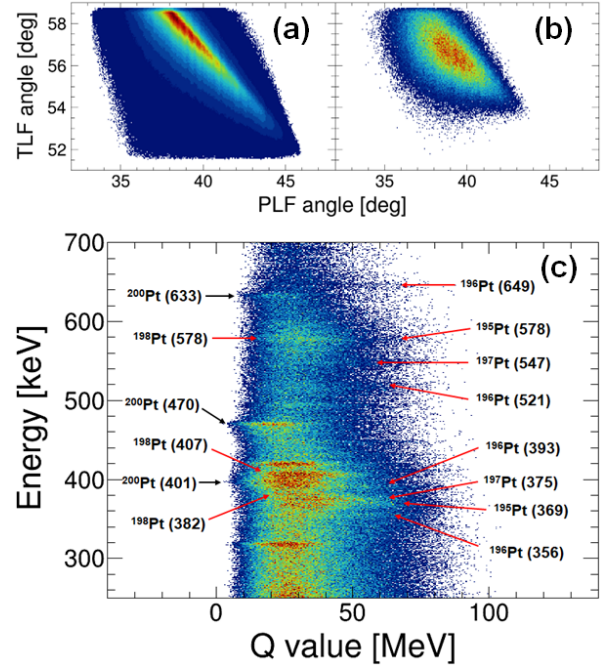 (a)
(b)
TLF angle [deg]
58
56
54
52
35
40
45
35
40
45
PLF angle [deg]
(c)
Energy [keV]
700
600
500
400
300
²⁰⁰Pt (633)
¹⁹⁸Pt (578)
²⁰⁰Pt (470)
¹⁹⁸Pt (407)
²⁰⁰Pt (401)
¹⁹⁸Pt (382)
¹⁹⁶Pt (649)
¹⁹⁵Pt (578)
¹⁹⁷Pt (547)
¹⁹⁶Pt (521)
¹⁹⁶Pt (393)
¹⁹⁷Pt (375)
¹⁹⁵Pt (369)
¹⁹⁶Pt (356)
0
50
100
Q value [MeV]